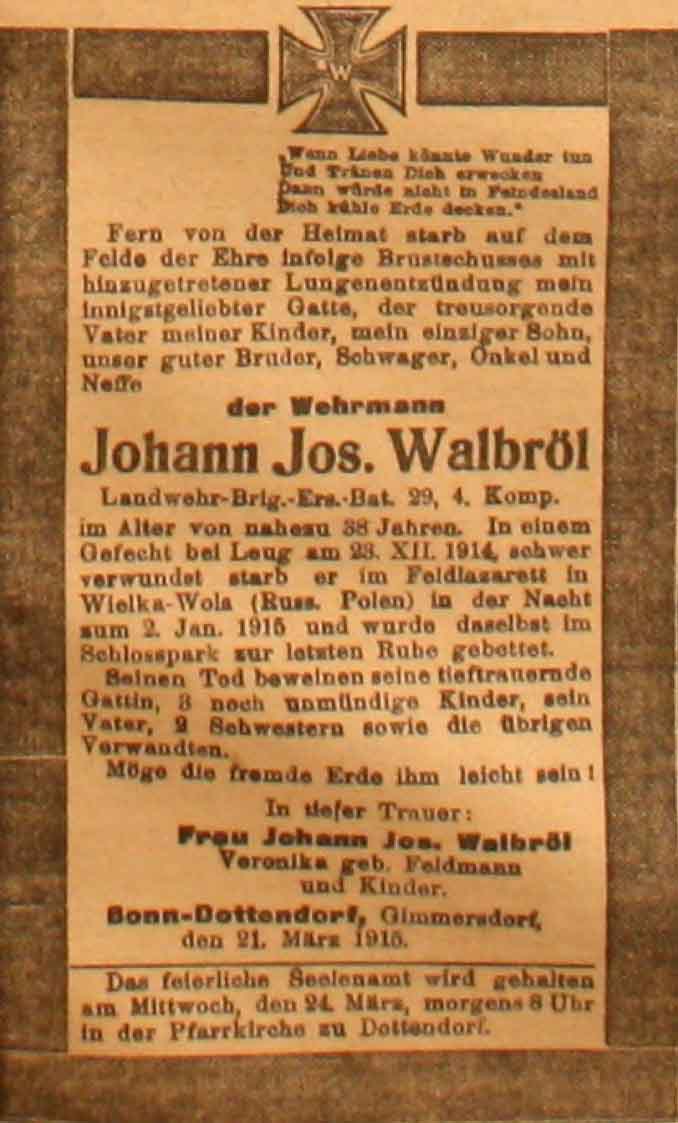 W
„Wenn Liebe könnte Wunder tun
Und Tränen Dich erwecken
Dann würde nicht in Feindesland
Dich kühle Erde decken.“
Fern von der Heimat starb auf dem
Felde der Ehre infolge Brustschusses mit
hinzugetretener Lungenentzündung mein
innigstgeliebter Gatte, der treusorgende
Vater meiner Kinder, mein einziger Sohn,
unser guter Bruder, Schwager, Onkel und
Neffe
der Wehrmann
Johann Jos. Walbröl
Landwehr-Brig.-Ers.-Bat. 29, 4. Komp.
im Alter von nahezu 38 Jahren. In einem
Gefecht bei Leug am 23. XII. 1914, schwer
verwundet starb er im Feldlazarett in
Wielka-Wola (Russ. Polen) in der Nacht
zum 2. Jan. 1915 und wurde daselbst im
Schlosspark zur letzten Ruhe gebettet.
Seinen Tod beweinen seine tieftrauernde
Gattin, 3 noch unmündige Kinder, sein
Vater, 2 Schwestern sowie die übrigen
Verwandten.
Möge die fremde Erde ihm leicht sein!
In tiefer Trauer:
Frau Johann Jos. Walbröl
Veronika geb. Feldmann
und Kinder.
Bonn-Dottendorf, Gimmersdorf,
den 21. März 1915.
Das feierliche Seelenamt wird gehalten
am Mittwoch, den 24. März, morgens 8 Uhr
in der Pfarrkirche zu Dottendorf.